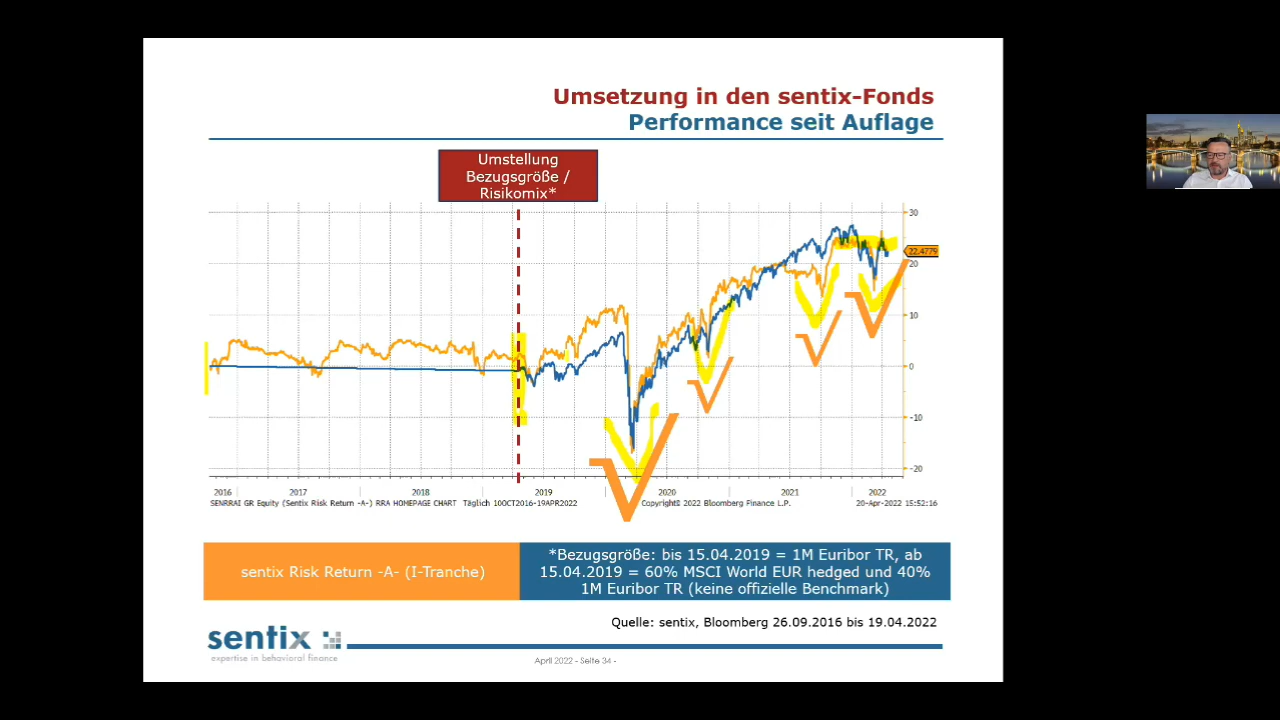 Umsetzung in den sentix-Fonds
Performance seit Auflage
Umstellung
Bezugsgröße /
Risikomix*
30
22.4779
20
10
0
-10
-20
2016 2017 2018 2019 2020 2021 2022
SENRRAI GR Equity (Sentix Risk Return -A-) RRA HOMEPAGE CHART Täglich 10OCT2016-19APR2022 Copyright© 2022 Bloomberg Finance L.P. 20-Apr-2022 15:52:16
sentix Risk Return -A- (I-Tranche)
*Bezugsgröße: bis 15.04.2019 = 1M Euribor TR, ab
15.04.2019 = 60% MSCI World EUR hedged und 40%
1M Euribor TR (keine offizielle Benchmark)
Quelle: sentix, Bloomberg 26.09.2016 bis 19.04.2022
sentix
expertise in behavioral finance
April 2022 - Seite 34 -